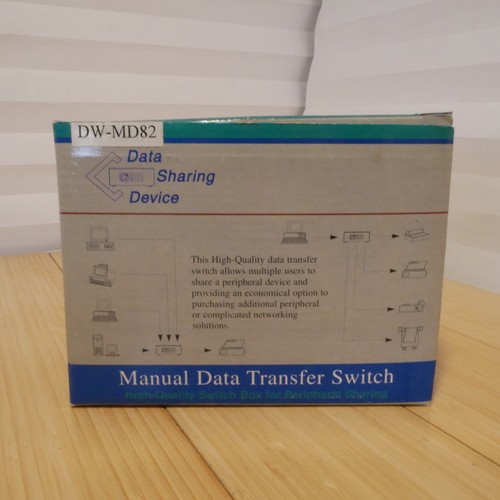 DW-MD82
Data
Sharing
Device
This High-Quality data transfer
switch allows multiple users to
share a peripheral device and
providing an economical option to
purchasing additional peripheral
or complicated networking
solutions.
Manual Data Transfer Switch
High-Quality Switch Box for Peripheral Sharing